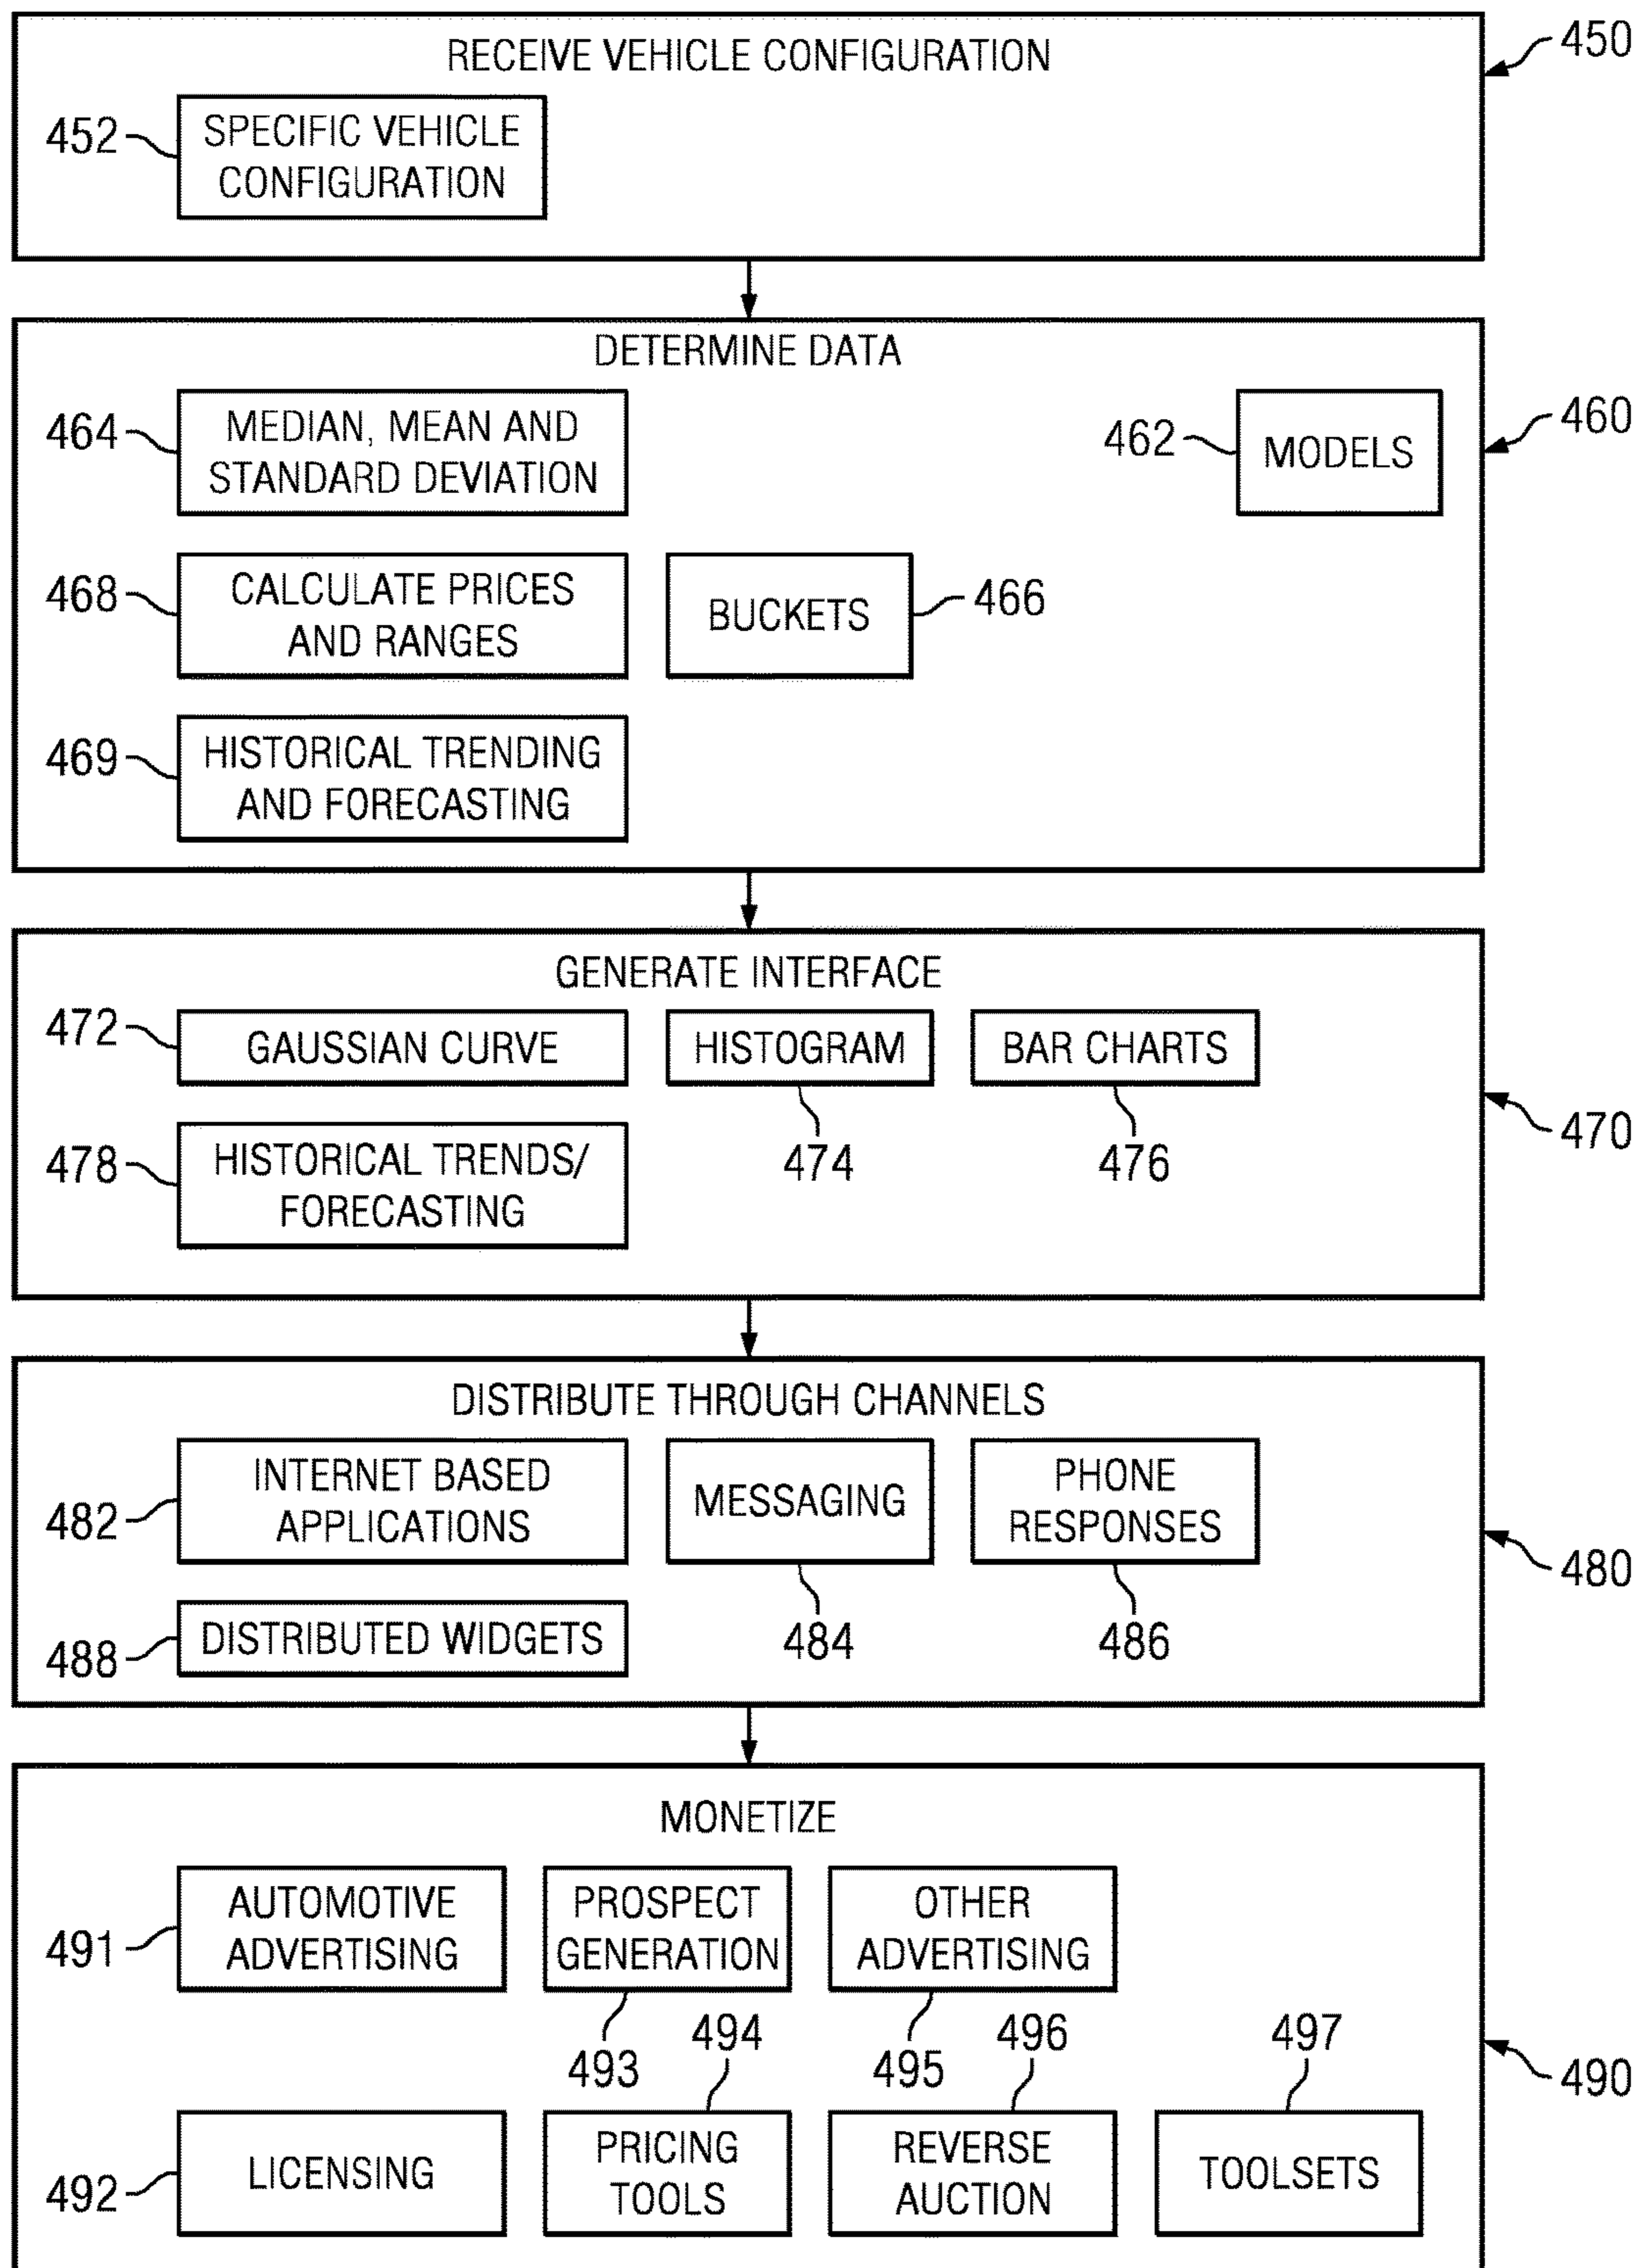 RECEIVE VEHICLE CONFIGURATION
450
452
SPECIFIC VEHICLE
CONFIGURATION
DETERMINE DATA
464
MEDIAN, MEAN AND
STANDARD DEVIATION
462
MODELS
460
468
CALCULATE PRICES
AND RANGES
BUCKETS
466
469
HISTORICAL TRENDING
AND FORECASTING
GENERATE INTERFACE
472
GAUSSIAN CURVE
HISTOGRAM
BAR CHARTS
470
478
HISTORICAL TRENDS/
FORECASTING
474
476
DISTRIBUTE THROUGH CHANNELS
482
INTERNET BASED
APPLICATIONS
MESSAGING
PHONE
RESPONSES
480
488
DISTRIBUTED WIDGETS
484
486
MONETIZE
491
AUTOMOTIVE
ADVERTISING
PROSPECT
GENERATION
OTHER
ADVERTISING
493
494
495
496
497
490
492
LICENSING
PRICING
TOOLS
REVERSE
AUCTION
TOOLSETS